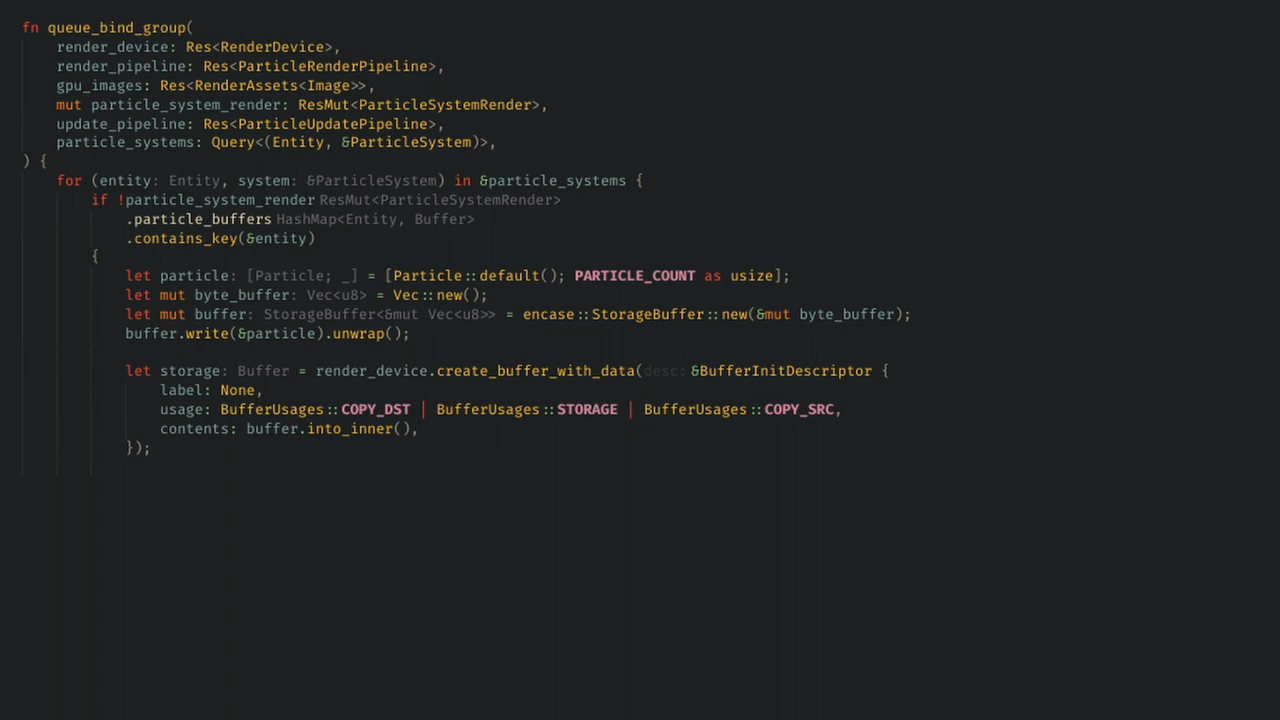 fn queue_bind_group(
    render_device: Res<RenderDevice>,
    render_pipeline: Res<ParticleRenderPipeline>,
    gpu_images: Res<RenderAssets<Image>>,
    mut particle_system_render: ResMut<ParticleSystemRender>,
    update_pipeline: Res<ParticleUpdatePipeline>,
    particle_systems: Query<(Entity, &ParticleSystem)>,
) {
    for (entity: Entity, system: &ParticleSystem) in &particle_systems {
        if !particle_system_render ResMut<ParticleSystemRender>
            .particle_buffers HashMap<Entity, Buffer>
            .contains_key(&entity)
        {
            let particle: [Particle; _] = [Particle::default(); PARTICLE_COUNT as usize];
            let mut byte_buffer: Vec<u8> = Vec::new();
            let mut buffer: StorageBuffer<&mut Vec<u8>> = encase::StorageBuffer::new(&mut byte_buffer);
            buffer.write(&particle).unwrap();

            let storage: Buffer = render_device.create_buffer_with_data(desc: &BufferInitDescriptor {
                label: None,
                usage: BufferUsages::COPY_DST | BufferUsages::STORAGE | BufferUsages::COPY_SRC,
                contents: buffer.into_inner(),
            });